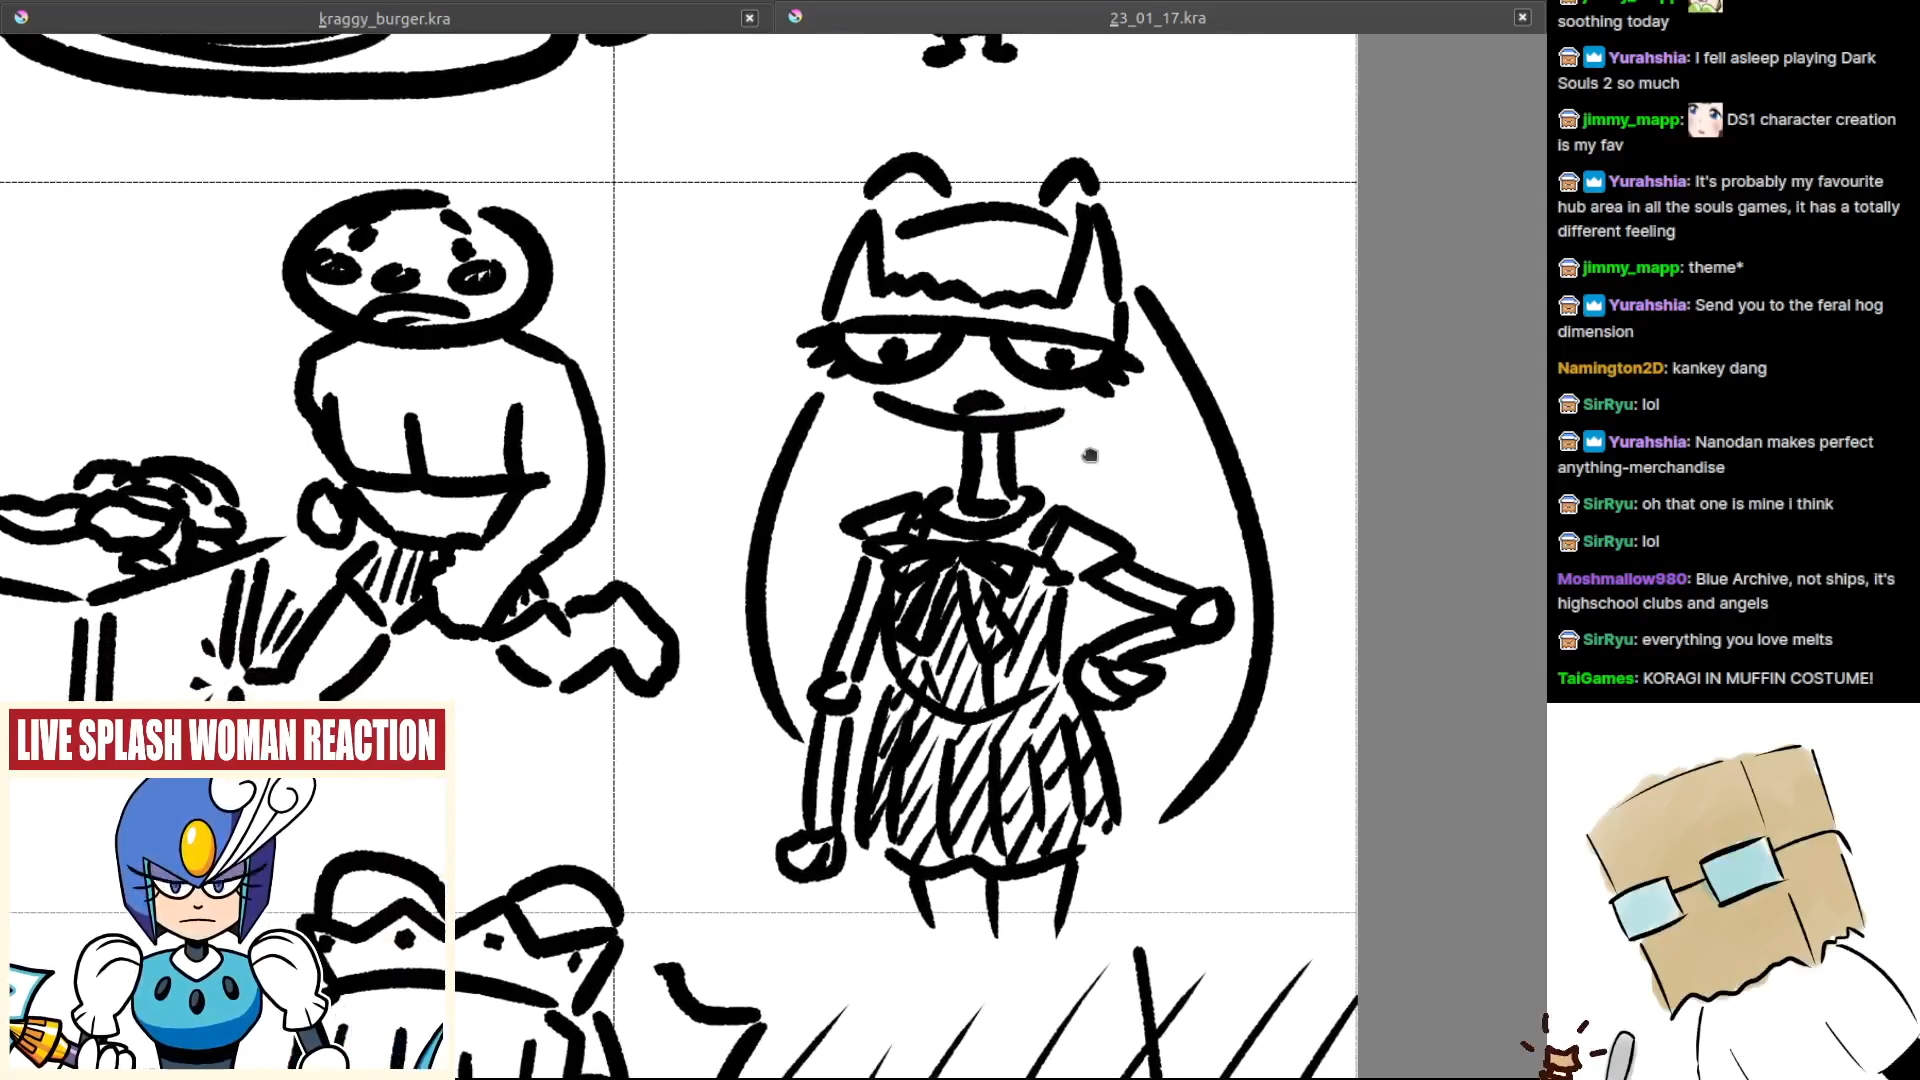 kraggy_burger.kra
23_01_17.kra
soothing today
Yurahshia: I fell asleep playing Dark
Souls 2 so much
jimmy_mapp: DS1 character creation
is my fav
Yurahshia: It's probably my favourite
hub area in all the souls games, it has a totally
different feeling
jimmy_mapp: theme*
Yurahshia: Send you to the feral hog
dimension
Namington2D: kankey dang
SirRyu: lol
Yurahshia: Nanodan makes perfect
anything-merchandise
SirRyu: oh that one is mine i think
SirRyu: lol
Moshmallow980: Blue Archive, not ships, it's
highschool clubs and angels
SirRyu: everything you love melts
TaiGames: KORAGI IN MUFFIN COSTUME!
LIVE SPLASH WOMAN REACTION